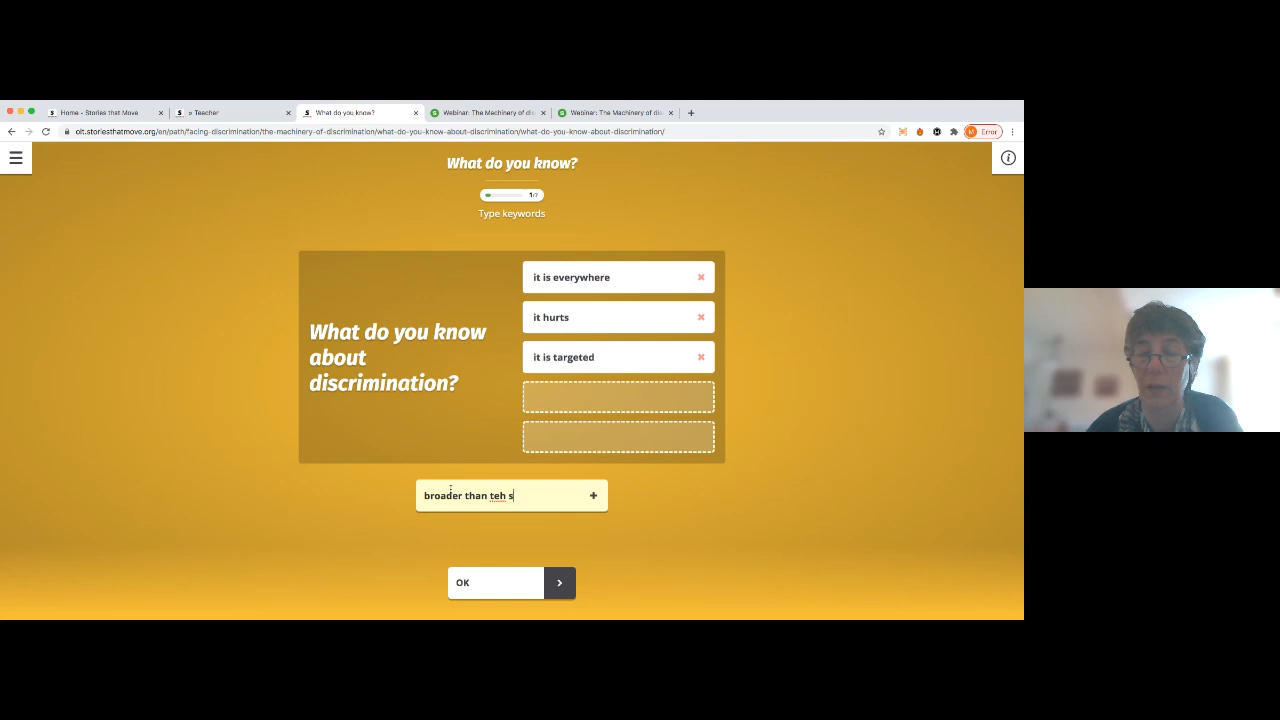 Home - Stories that Move
» Teacher
What do you know?
Webinar: The Machinery of di
Webinar: The Machinery of di
olt.storiesthatmove.org/en/path/facing-discrimination/the-machinery-of-discrimination/what-do-you-know-about-discrimination/what-do-you-know-about-discrimination/
M Error
What do you know?
1/7
Type keywords
What do you know
about
discrimination?
it is everywhere
it hurts
it is targeted
broader than teh s
OK